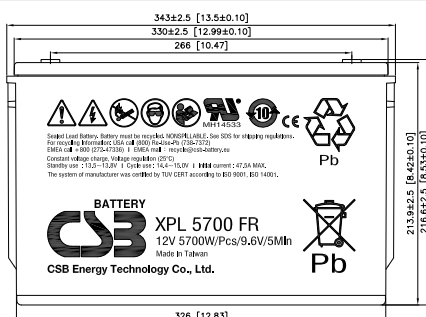 343±2.5 [13.5±0.10]
330±2.5 [12.99±0.10]
266 [10.47]
MH14533
10
Sealed Lead Battery. Battery must be recycled. NONSPILLABLE. See SDS for shipping regulations.
For recycling information: USA call (800) Re-Use-Pb (738-7372)
EMEA call +800 (272-47336) I EMEA mail : recycle@csb-battery.eu
Constant voltage charge, Voltage regulation (25°C)
Standby use : 13,5~13,8V I Cycle use : 14,4~15,0V I Initial current : 47,5A MAX.
The system of manufacturer was certified by TUV CERT according to ISO 9001, ISO 14001.
Pb
BATTERY
CSB
XPL 5700 FR
12V 5700W/Pcs/9.6V/5Min
Made in Taiwan
CSB Energy Technology Co., Ltd.
Pb
213.9±2.5 [8.42±0.10]
216.6±2.5 [8.53±0.10]
326 [12.83]